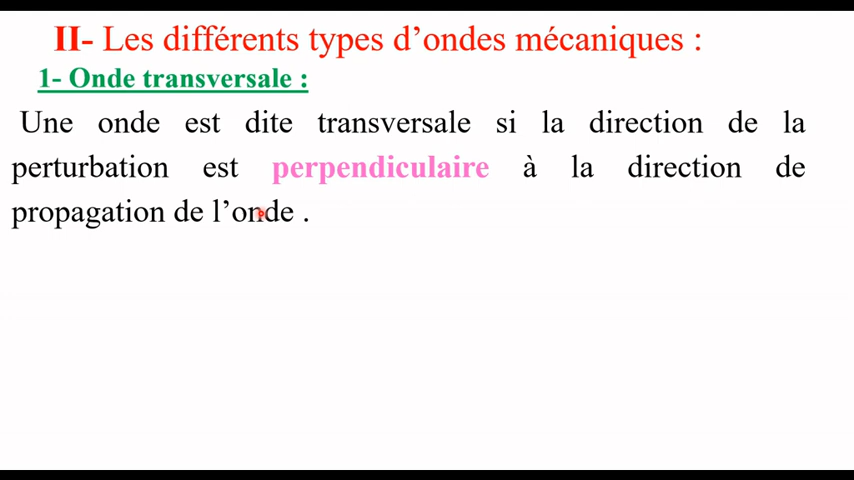 II- Les différents types d’ondes mécaniques :
1- Onde transversale :
Une onde est dite transversale si la direction de la
perturbation est perpendiculaire à la direction de
propagation de l’onde .